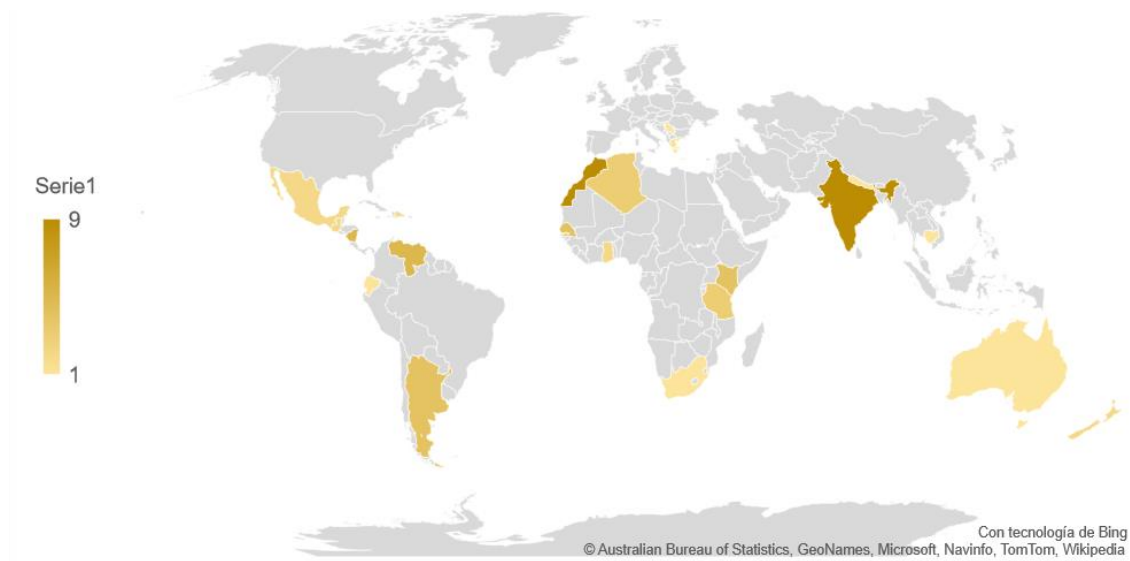 Serie1
9
1
Con tecnología de Bing
© Australian Bureau of Statistics, GeoNames, Microsoft, Navinfo, TomTom, Wikipedia